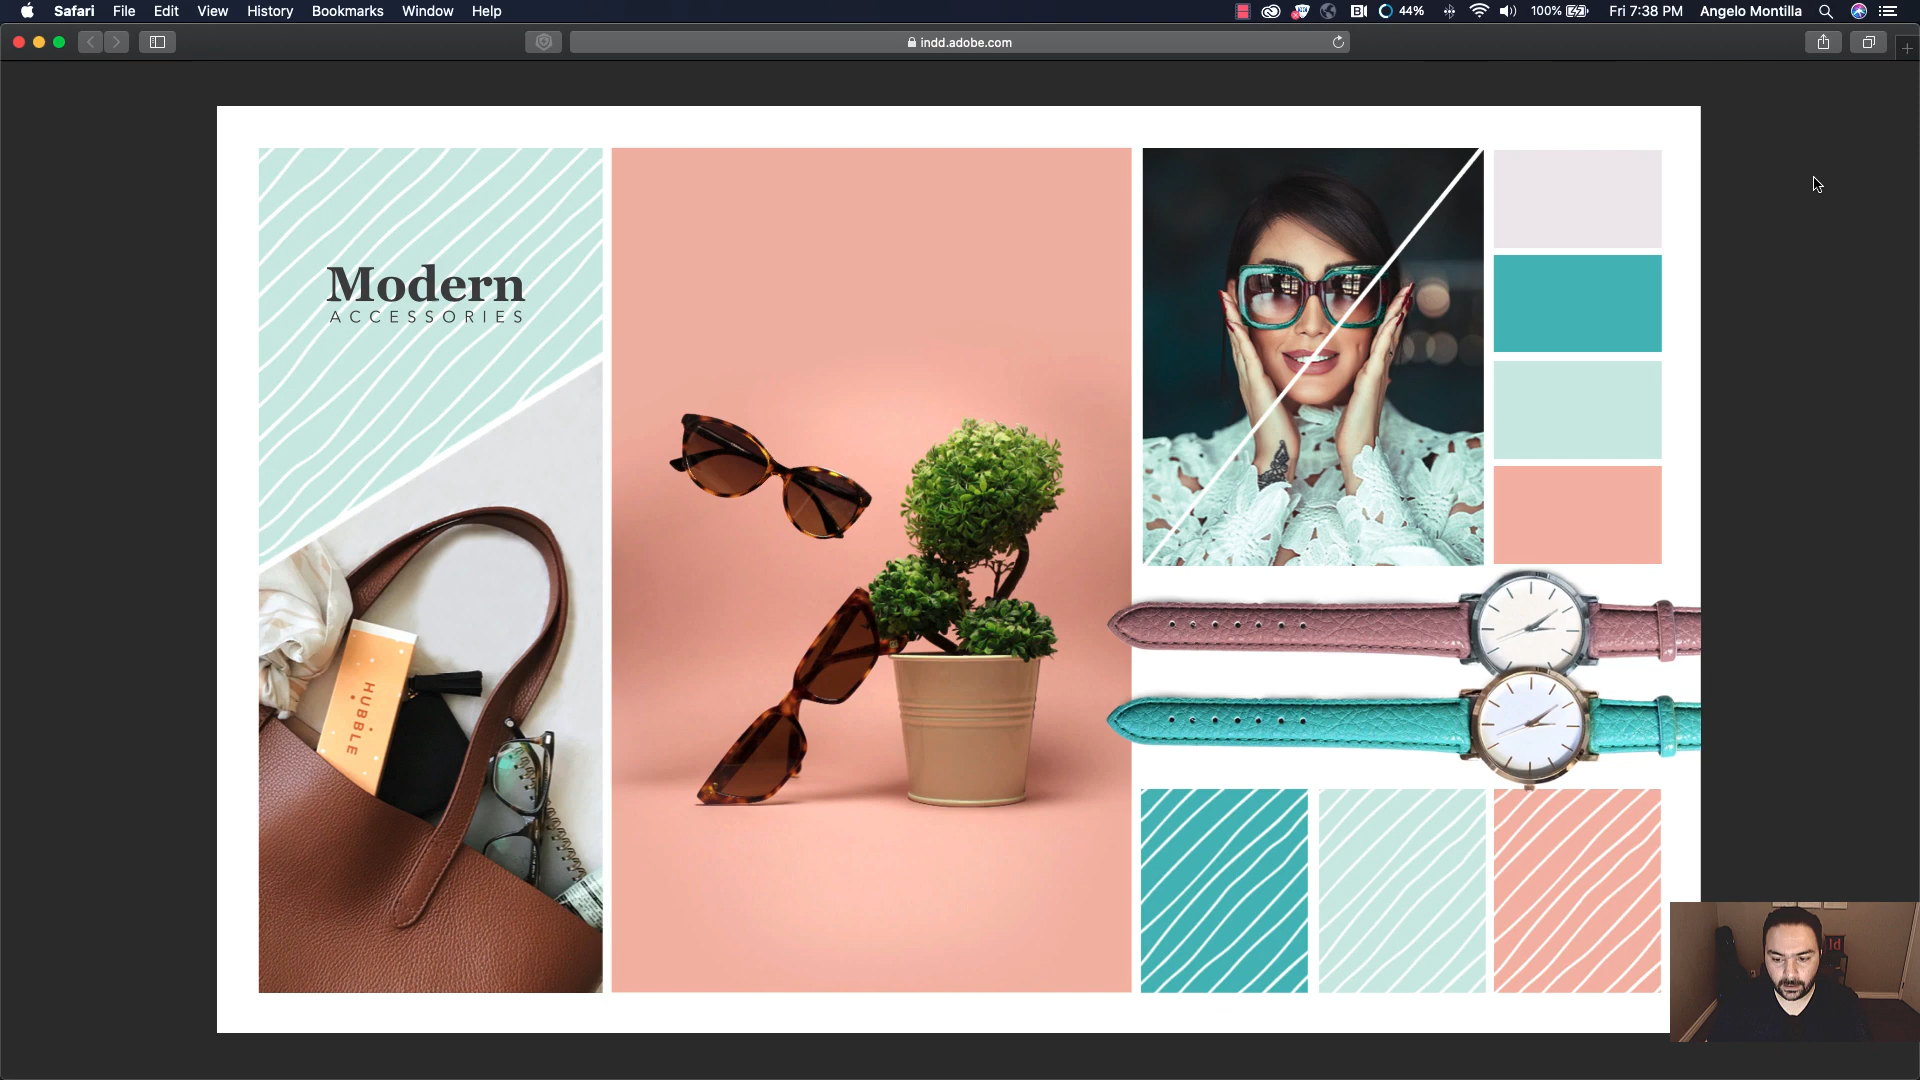 Safari File Edit View History Bookmarks Window Help
44% 100% Fri 7:38 PM Angelo Montilla
indd.adobe.com
Modern
ACCESSORIES
HUBBLE
Id